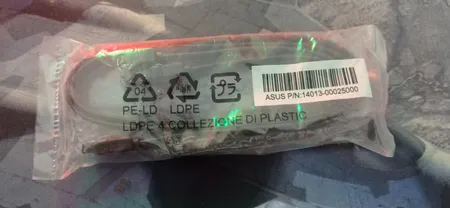 ASUS P/N:14013-00025000
04
PE-LD LDPE
LDPE 4 COLLEZIONE DI PLASTIC